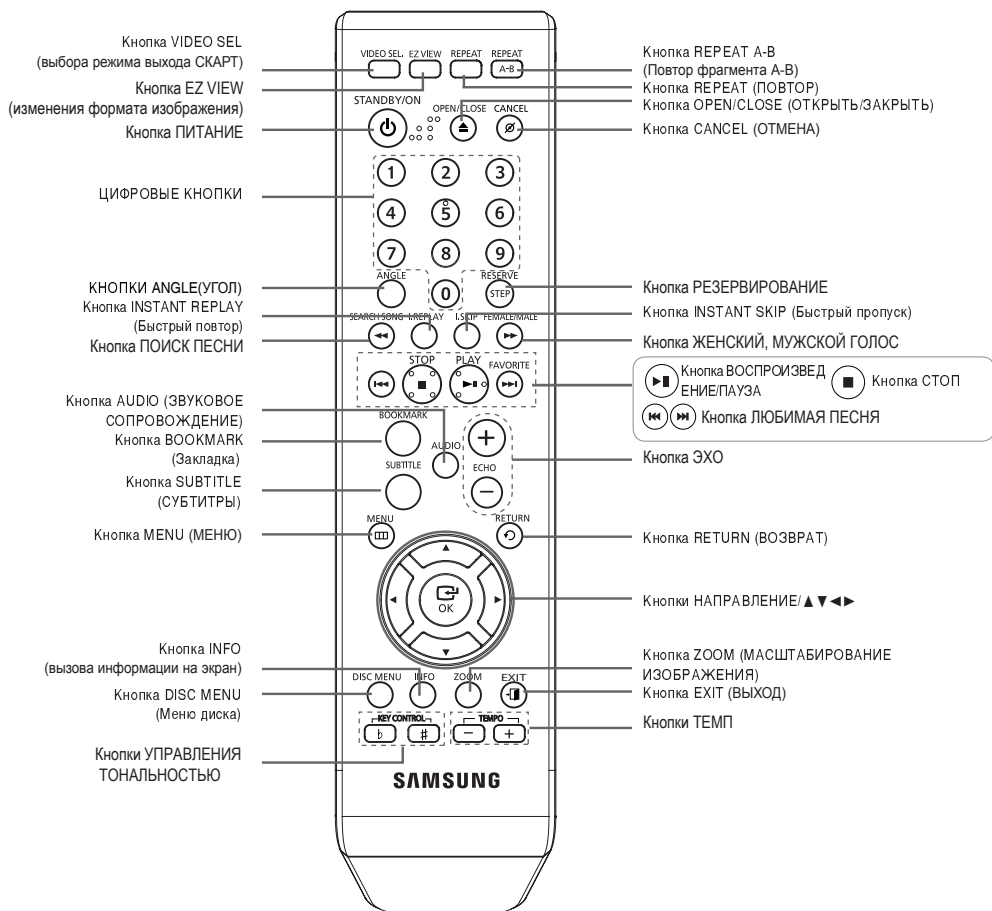 Кнопка VIDEO SEL
(выбора режима выхода СКАРТ)
Кнопка EZ VIEW
(изменения формата изображения)
Кнопка ПИТАНИЕ
ЦИФРОВЫЕ КНОПКИ
КНОПКИ ANGLE(УГОЛ)
Кнопка INSTANT REPLAY
(Быстрый повтор)
Кнопка ПОИСК ПЕСНИ
Кнопка AUDIO (ЗВУКОВОЕ
СОПРОВОЖДЕНИЕ)
Кнопка BOOKMARK
(Закладка)
Кнопка SUBTITLE
(СУБТИТРЫ)
Кнопка MENU (МЕНЮ)
Кнопка INFO
(вызова информации на экран)
Кнопка DISC MENU
(Меню диска)
Кнопки УПРАВЛЕНИЯ
ТОНАЛЬНОСТЬЮ
VIDEO SEL. EZ VIEW REPEAT REPEAT
A-B
STANDBY/ON OPEN/CLOSE CANCEL
1 2 3
4 5 6
7 8 9
ANGLE 0 RESERVE
STEP
SEARCH SONG I.REPLAY I.SKIP FEMALE/MALE
STOP PLAY FAVORITE
BOOKMARK
+
AUDIO
SUBTITLE ECHO
−
MENU RETURN
▲
◄ OK ►
▼
DISC MENU INFO ZOOM EXIT
KEY CONTROL TEMPO
♭ # − +
SAMSUNG
Кнопка REPEAT A-B
(Повтор фрагмента A-B)
Кнопка REPEAT (ПОВТОР)
Кнопка OPEN/CLOSE (ОТКРЫТЬ/ЗАКРЫТЬ)
Кнопка CANCEL (ОТМЕНА)
Кнопка РЕЗЕРВИРОВАНИЕ
Кнопка INSTANT SKIP (Быстрый пропуск)
Кнопка ЖЕНСКИЙ, МУЖСКОЙ ГОЛОС
Кнопка ВОСПРОИЗВЕД
ЕНИЕ/ПАУЗА
Кнопка СТОП
Кнопка ЛЮБИМАЯ ПЕСНЯ
Кнопка ЭХО
Кнопка RETURN (ВОЗВРАТ)
Кнопки НАПРАВЛЕНИЕ/▲▼◄►
Кнопка ZOOM (МАСШТАБИРОВАНИЕ
ИЗОБРАЖЕНИЯ)
Кнопка EXIT (ВЫХОД)
Кнопки ТЕМП